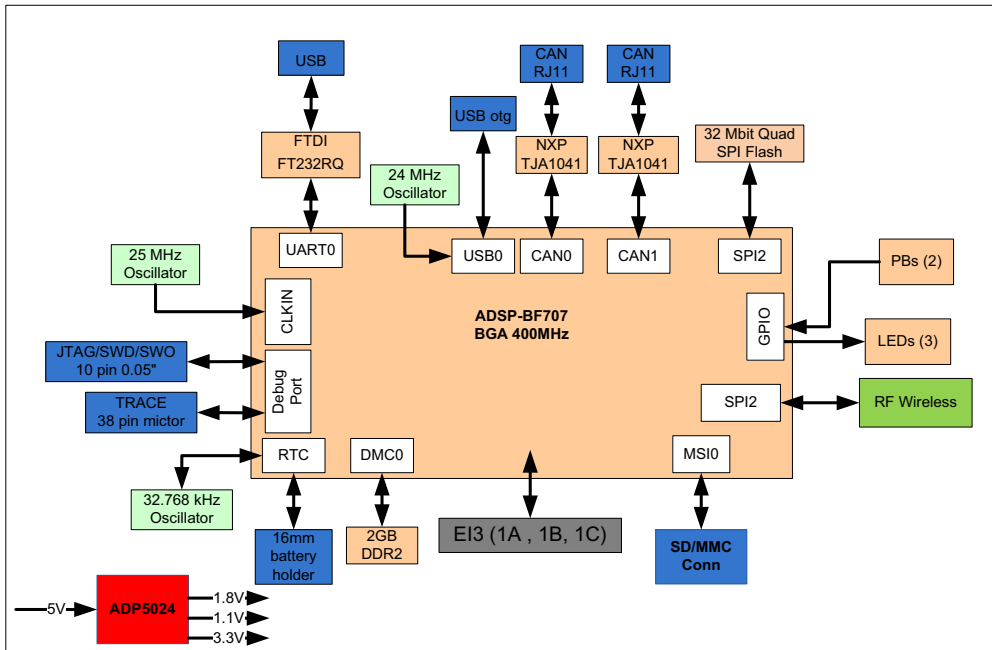 USB
CAN
RJ11
CAN
RJ11
USB otg
FTDI
FT232RQ
NXP
TJA1041
NXP
TJA1041
32 Mbit Quad
SPI Flash
24 MHz
Oscillator
UART0
USB0
CAN0
CAN1
SPI2
25 MHz
Oscillator
CLKIN
ADSP-BF707
BGA 400MHz
GPIO
PBs (2)
LEDs (3)
JTAG/SWD/SWO
10 pin 0.05"
Debug
Port
TRACE
38 pin mictor
SPI2
RF Wireless
RTC
DMC0
MSI0
32.768 kHz
Oscillator
16mm
battery
holder
2GB
DDR2
EI3 (1A , 1B, 1C)
SD/MMC
Conn
5V
ADP5024
1.8V
1.1V
3.3V